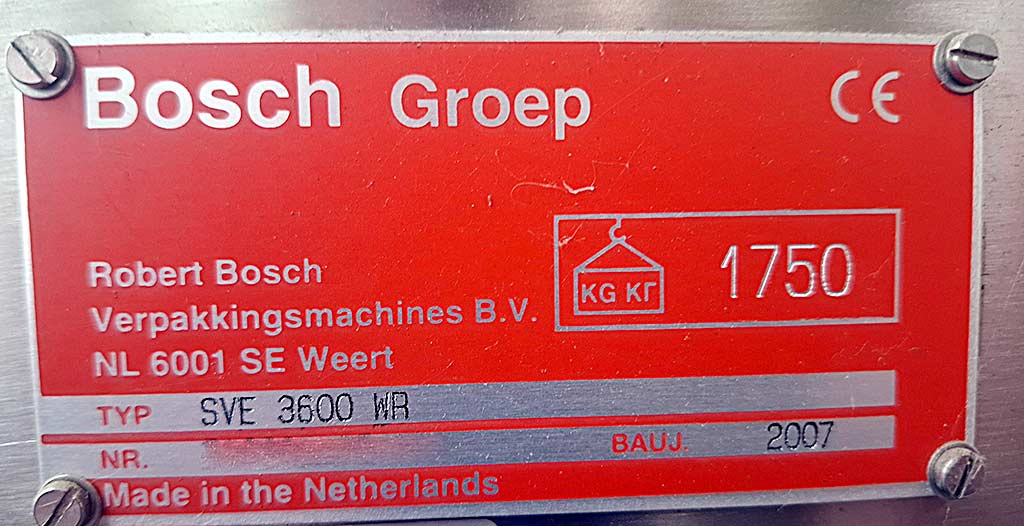 Bosch Groep CE
Robert Bosch
Verpakkingsmachines B.V.
NL 6001 SE Weert
KG КГ 1750
TYP SVE 3600 WR
NR. BAUJ. 2007
Made in the Netherlands